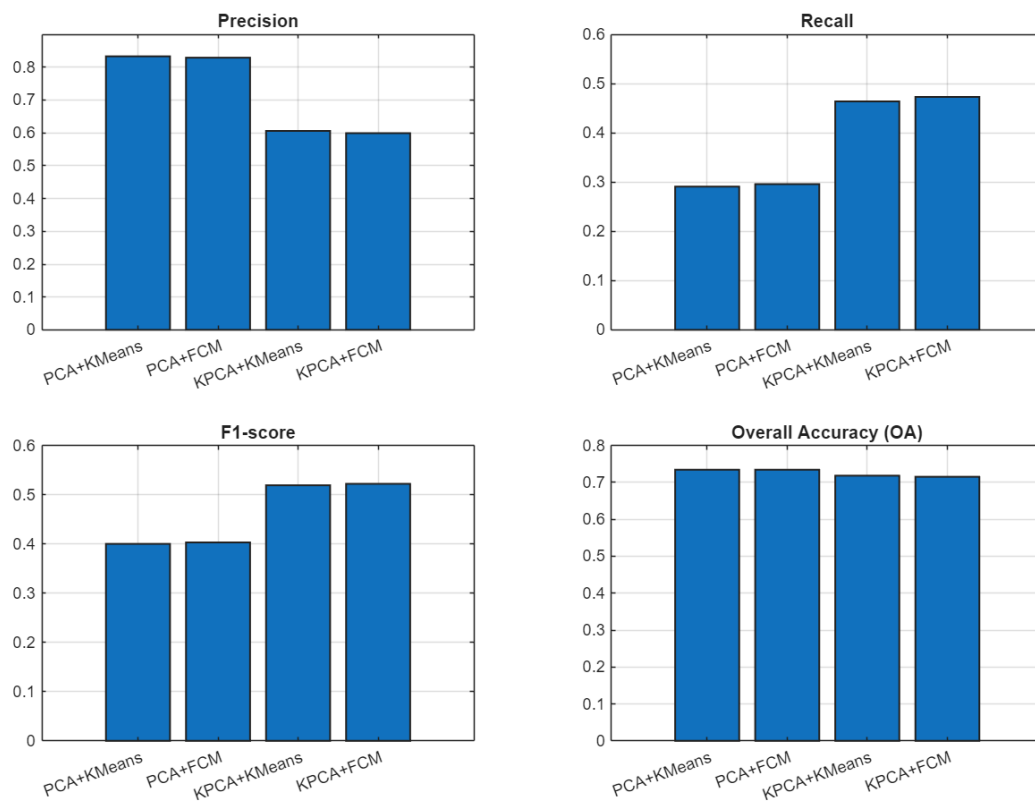 Precision
0.8
0.7
0.6
0.5
0.4
0.3
0.2
0.1
0
PCA+KMeans
PCA+FCM
KPCA+KMeans
KPCA+FCM
Recall
0.6
0.5
0.4
0.3
0.2
0.1
0
PCA+KMeans
PCA+FCM
KPCA+KMeans
KPCA+FCM
F1-score
0.6
0.5
0.4
0.3
0.2
0.1
0
PCA+KMeans
PCA+FCM
KPCA+KMeans
KPCA+FCM
Overall Accuracy (OA)
0.8
0.7
0.6
0.5
0.4
0.3
0.2
0.1
0
PCA+KMeans
PCA+FCM
KPCA+KMeans
KPCA+FCM